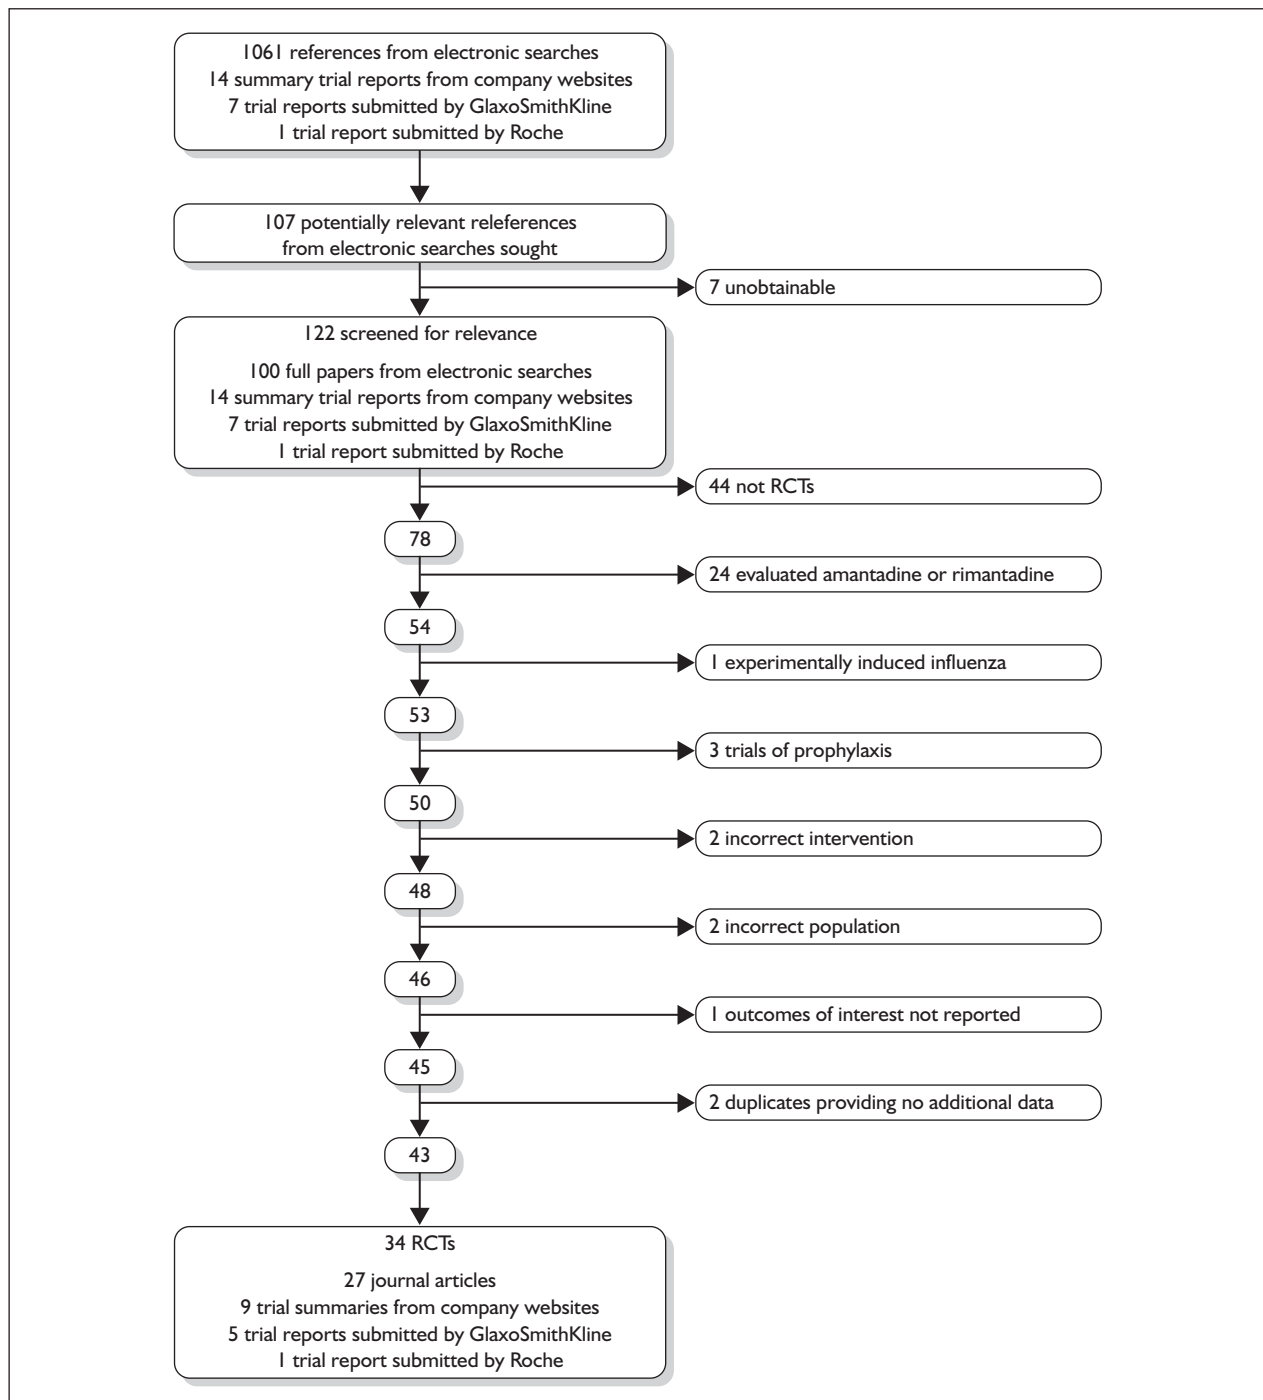 1061 references from electronic searches
14 summary trial reports from company websites
7 trial reports submitted by GlaxoSmithKline
1 trial report submitted by Roche
107 potentially relevant releferences
from electronic searches sought
7 unobtainable
122 screened for relevance
100 full papers from electronic searches
14 summary trial reports from company websites
7 trial reports submitted by GlaxoSmithKline
1 trial report submitted by Roche
44 not RCTs
78
24 evaluated amantadine or rimantadine
54
1 experimentally induced influenza
53
3 trials of prophylaxis
50
2 incorrect intervention
48
2 incorrect population
46
1 outcomes of interest not reported
45
2 duplicates providing no additional data
43
34 RCTs
27 journal articles
9 trial summaries from company websites
5 trial reports submitted by GlaxoSmithKline
1 trial report submitted by Roche